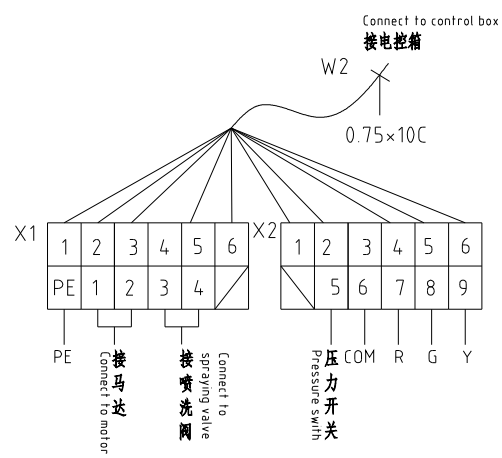 Connect to control box
接电控箱
W2
0.75×10C
X1
1 2 3 4 5 6
PE 1 2 3 4
X2
1 2 3 4 5 6
5 6 7 8 9
PE
接马达
Connect to motor
接喷洗阀
Connect to
spraying valve
Pressure swith
压力开关
COM
R
G
Y